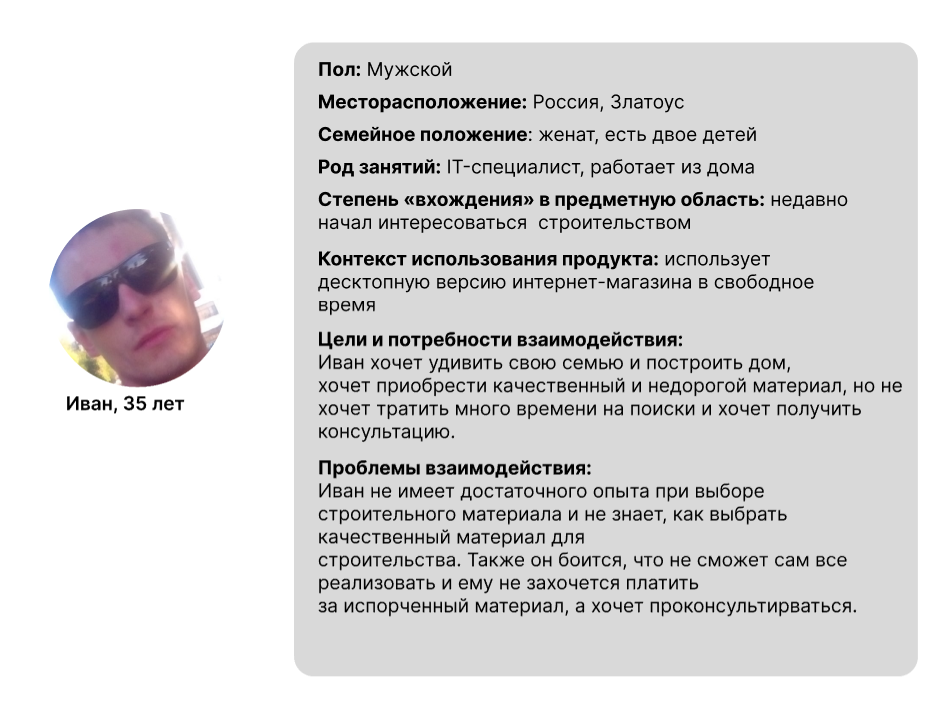 Иван, 35 лет
Пол: Мужской
Месторасположение: Россия, Златоус
Семейное положение: женат, есть двое детей
Род занятий: IT-специалист, работает из дома
Степень «вхождения» в предметную область: недавно
начал интересоваться строительством
Контекст использования продукта: использует
десктопную версию интернет-магазина в свободное
время
Цели и потребности взаимодействия:
Иван хочет удивить свою семью и построить дом,
хочет приобрести качественный и недорогой материал, но не
хочет тратить много времени на поиски и хочет получить
консультацию.
Проблемы взаимодействия:
Иван не имеет достаточного опыта при выборе
строительного материала и не знает, как выбрать
качественный материал для
строительства. Также он боится, что не сможет сам все
реализовать и ему не захочется платить
за испорченный материал, а хочет проконсультирваться.